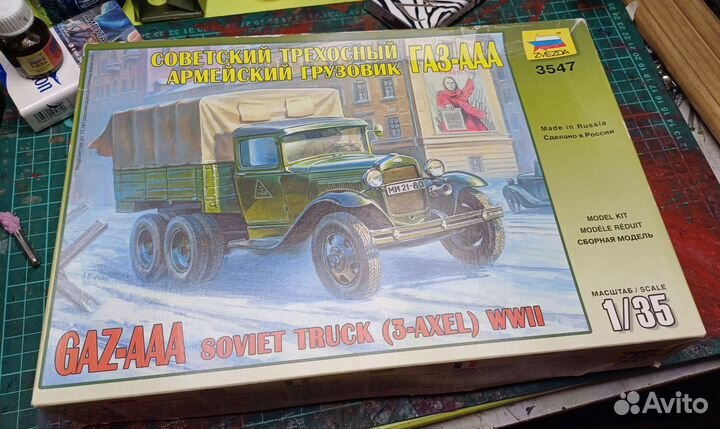 СОВЕТСКИЙ ТРЕХОСНЫЙ
АРМЕЙСКИЙ ГРУЗОВИК ГАЗ-ААА
ZVEZDA
3547
Made in Russia
Сделано в России
МИ 21-80
MODEL KIT
MODÈLE RÉDUIT
СБОРНАЯ МОДЕЛЬ
МАСШТАБ / SCALE
1/35
GAZ-AAA SOVIET TRUCK (3-AXEL) WWII
Avito